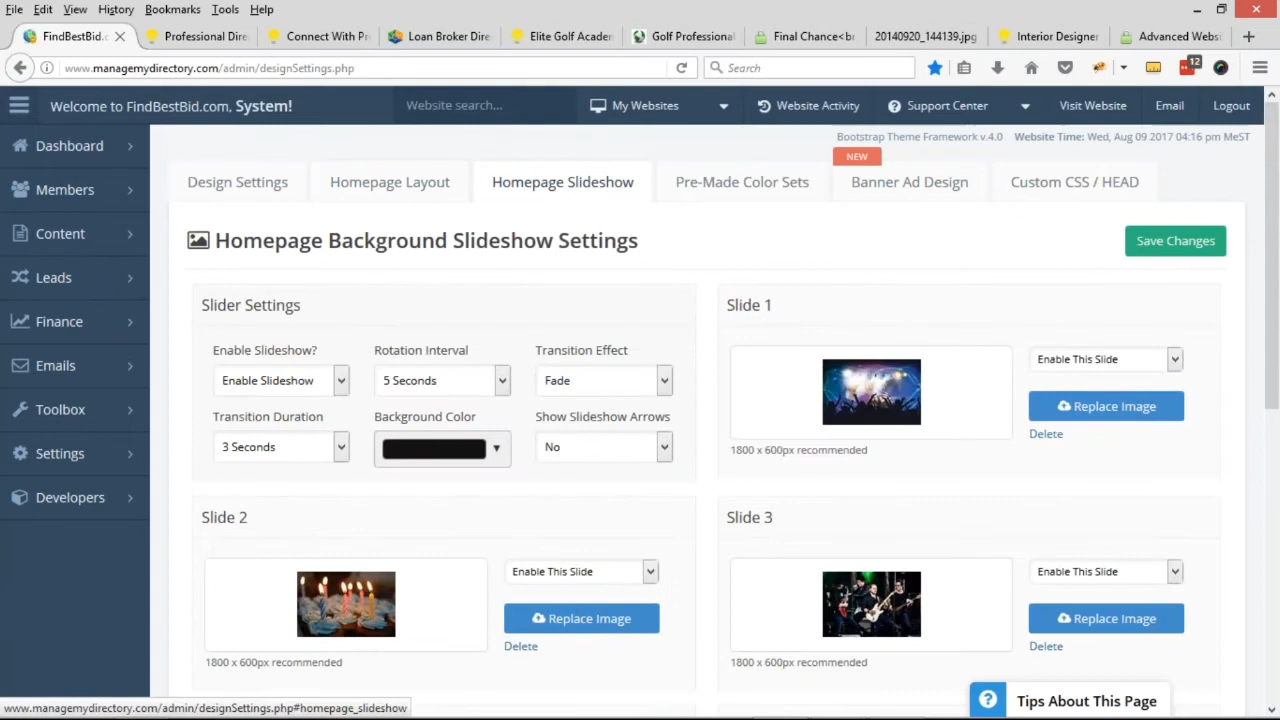 File Edit View History Bookmarks Tools Help
FindBestBid.c Professional Dire Connect With Pr Loan Broker Dire Elite Golf Acaden Golf Professional Final Chance<br 20140920_144139.jpg Interior Designer Advanced Websi
www.managemydirectory.com/admin/designSettings.php Search 12
Welcome to FindBestBid.com, System! Website search... My Websites Website Activity Support Center Visit Website Email Logout
Bootstrap Theme Framework v.4.0 Website Time: Wed, Aug 09 2017 04:16 pm MeST
Dashboard
Members
Content
Leads
Finance
Emails
Toolbox
Settings
Developers
NEW
Design Settings Homepage Layout Homepage Slideshow Pre-Made Color Sets Banner Ad Design Custom CSS / HEAD
Homepage Background Slideshow Settings Save Changes
Slider Settings
Enable Slideshow? Rotation Interval Transition Effect
Enable Slideshow 5 Seconds Fade
Transition Duration Background Color Show Slideshow Arrows
3 Seconds No
Slide 1
Enable This Slide
Replace Image
Delete
1800 x 600px recommended
Slide 2
Enable This Slide
Replace Image
Delete
1800 x 600px recommended
Slide 3
Enable This Slide
Replace Image
Delete
1800 x 600px recommended
? Tips About This Page
www.managemydirectory.com/admin/designSettings.php#homepage_slideshow